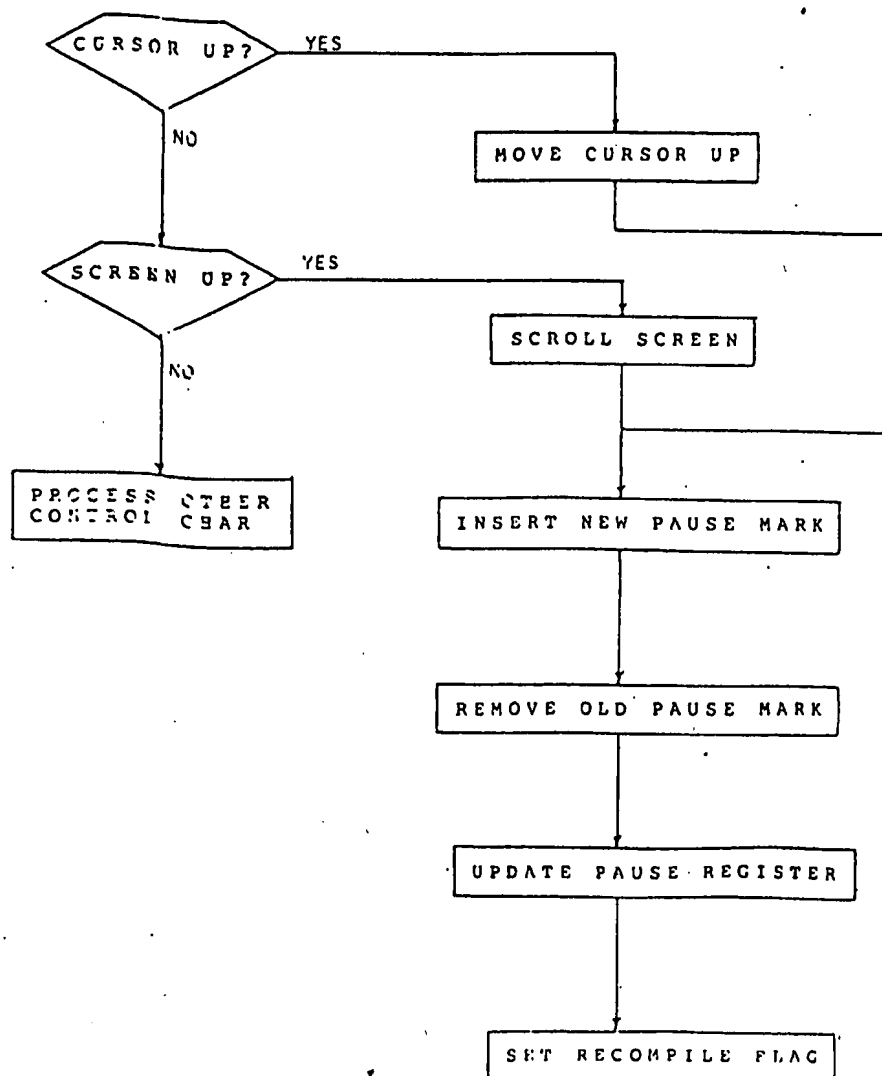 CURSOR UP?
YES
NO
MOVE CURSOR UP
SCREEN UP?
YES
SCROLL SCREEN
NO
PROCESS OTHER
CONTROL CHAR
INSERT NEW PAUSE MARK
REMOVE OLD PAUSE MARK
UPDATE PAUSE REGISTER
SET RECOMPILE FLAG